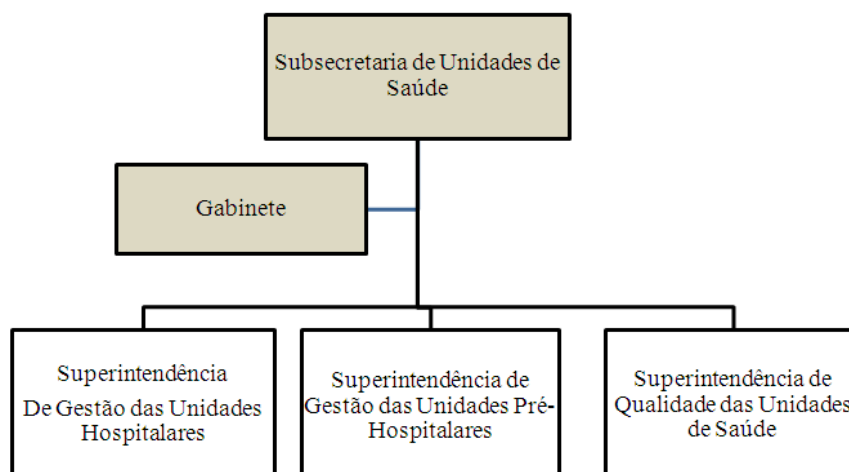 Subsecretaria de Unidades de
Saúde
Gabinete
Superintendência
De Gestão das Unidades
Hospitalares
Superintendência de
Gestão das Unidades Pré-
Hospitalares
Superintendência de
Qualidade das Unidades
de Saúde